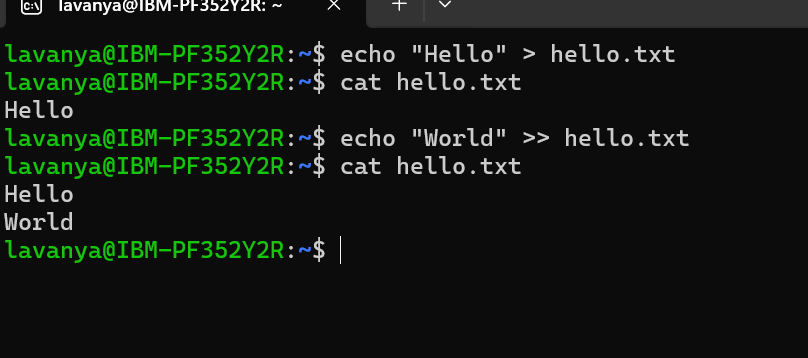 lavanya@IBM-PF352Y2R: ~
lavanya@IBM-PF352Y2R:~$ echo "Hello" > hello.txt
lavanya@IBM-PF352Y2R:~$ cat hello.txt
Hello
lavanya@IBM-PF352Y2R:~$ echo "World" >> hello.txt
lavanya@IBM-PF352Y2R:~$ cat hello.txt
Hello
World
lavanya@IBM-PF352Y2R:~$